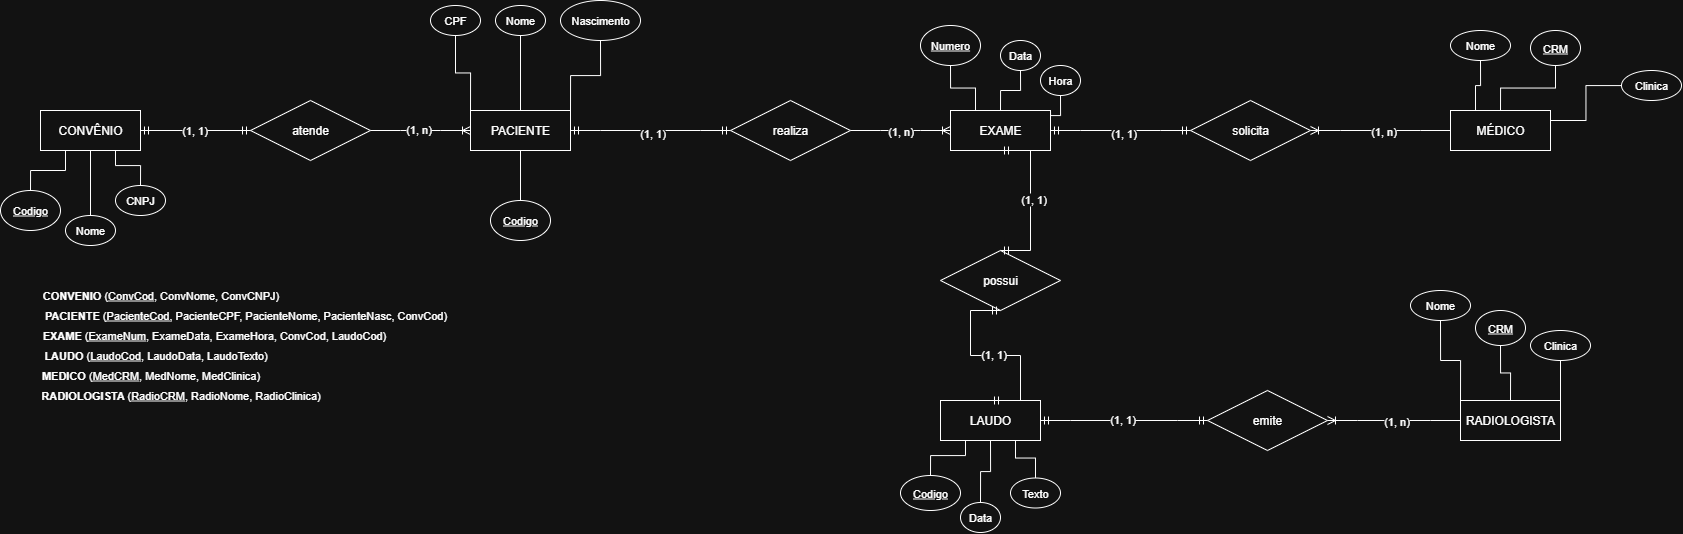 CPF
Nome
Nascimento
Numero
Data
Hora
Nome
CRM
Clinica
CONVÊNIO
(1, 1)
atende
(1, n)
PACIENTE
(1, 1)
realiza
(1, n)
EXAME
(1, 1)
solicita
(1, n)
MÉDICO
Codigo
Nome
CNPJ
Codigo
(1, 1)
possui
(1, 1)
CONVENIO (ConvCod, ConvNome, ConvCNPJ)
PACIENTE (PacienteCod, PacienteCPF, PacienteNome, PacienteNasc, ConvCod)
EXAME (ExameNum, ExameData, ExameHora, ConvCod, LaudoCod)
LAUDO (LaudoCod, LaudoData, LaudoTexto)
MEDICO (MedCRM, MedNome, MedClinica)
RADIOLOGISTA (RadioCRM, RadioNome, RadioClinica)
Nome
CRM
Clinica
LAUDO
(1, 1)
emite
(1, n)
RADIOLOGISTA
Codigo
Data
Texto